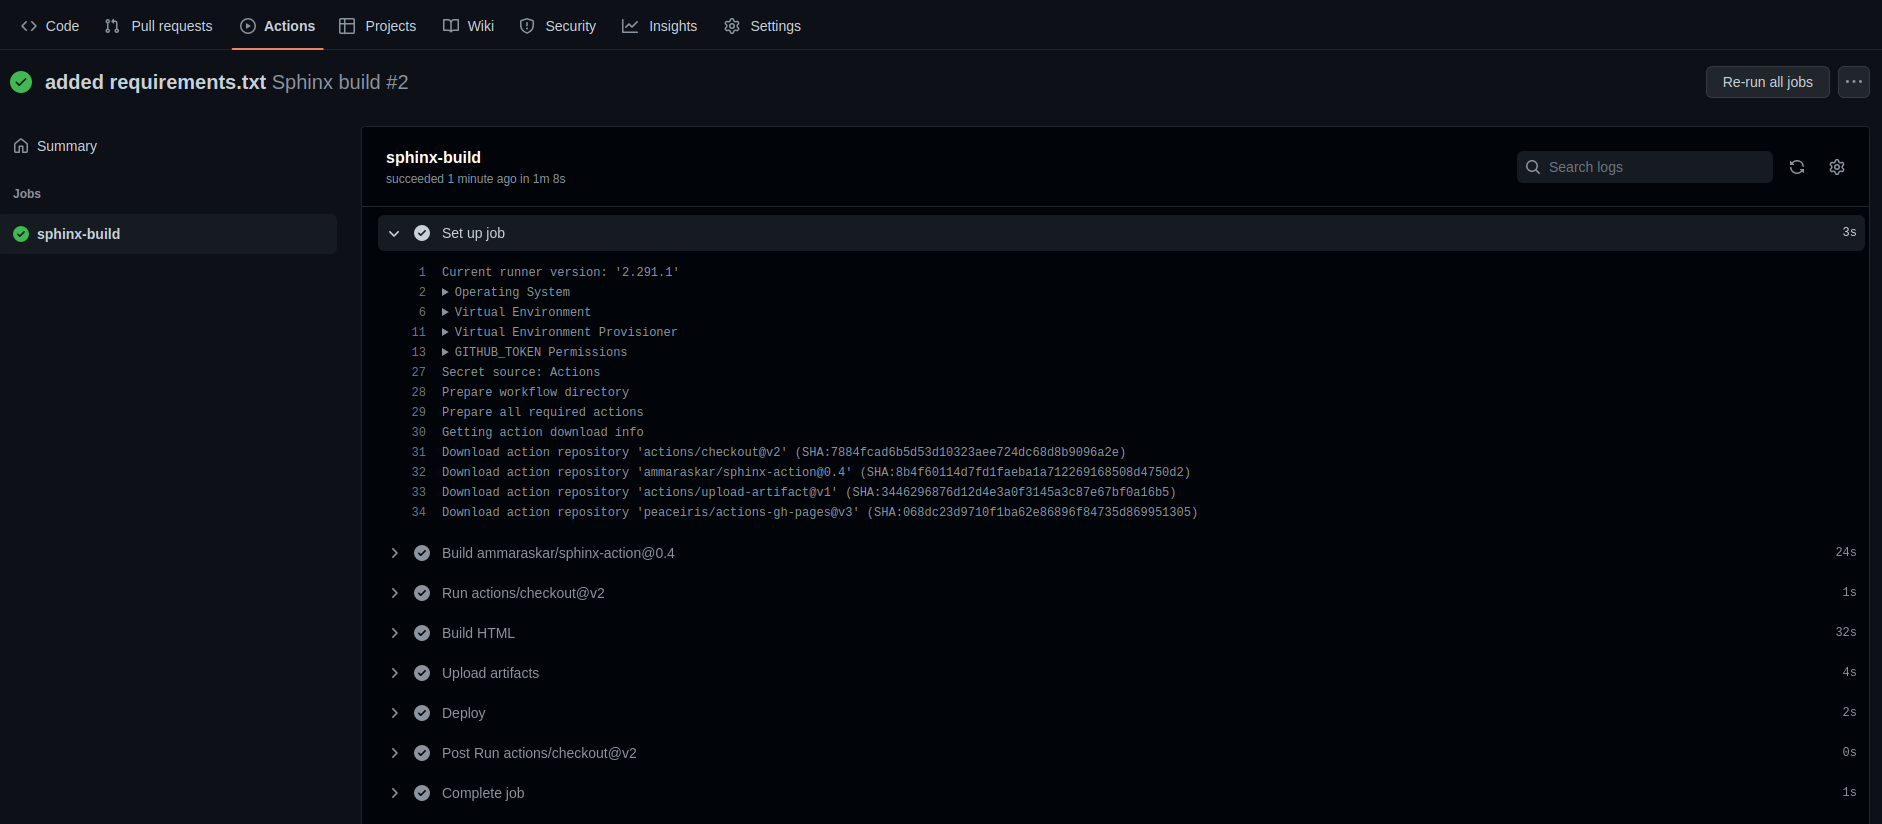 Code Pull requests Actions Projects Wiki Security Insights Settings
added requirements.txt Sphinx build #2
Re-run all jobs
Summary
Jobs
sphinx-build
sphinx-build
succeeded 1 minute ago in 1m 8s
Search logs
Set up job 3s
1 Current runner version: '2.291.1'
2 Operating System
6 Virtual Environment
11 Virtual Environment Provisioner
13 GITHUB_TOKEN Permissions
27 Secret source: Actions
28 Prepare workflow directory
29 Prepare all required actions
30 Getting action download info
31 Download action repository 'actions/checkout@v2' (SHA:7884fcad6b5d53d10323aee724dc68d8b9096a2e)
32 Download action repository 'ammaraskar/sphinx-action@0.4' (SHA:8b4f60114d7fd1faeba1a712269168508d4750d2)
33 Download action repository 'actions/upload-artifact@v1' (SHA:3446296876d12d4e3a0f3145a3c87e67bf0a16b5)
34 Download action repository 'peaceiris/actions-gh-pages@v3' (SHA:068dc23d9710f1ba62e86896f84735d869951305)
Build ammaraskar/sphinx-action@0.4 24s
Run actions/checkout@v2 1s
Build HTML 32s
Upload artifacts 4s
Deploy 2s
Post Run actions/checkout@v2 0s
Complete job 1s